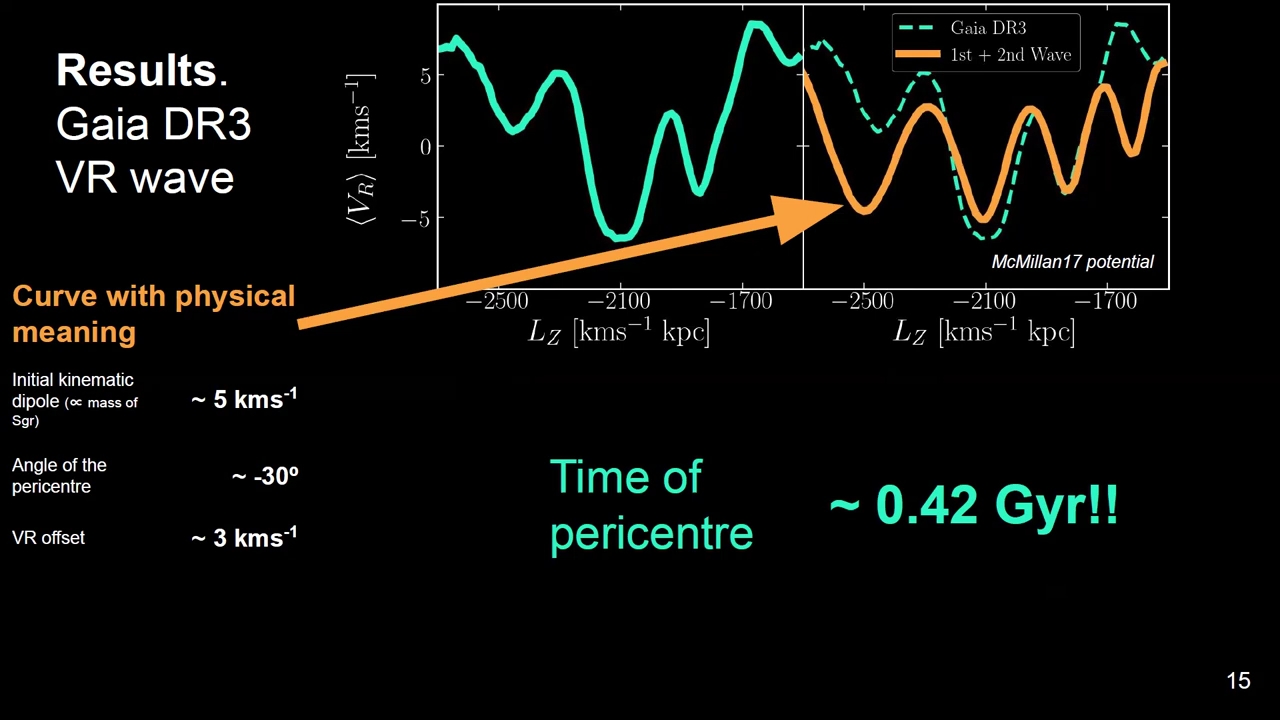 Results.
Gaia DR3
VR wave
Curve with physical
meaning
Initial kinematic
dipole (∝ mass of
Sgr)
~ 5 kms⁻¹
Angle of the
pericentre
~ -30º
VR offset
~ 3 kms⁻¹
⟨V_R⟩ [kms⁻¹]
5
0
−5
−2500
−2100
−1700
L_Z [kms⁻¹ kpc]
Gaia DR3
1st + 2nd Wave
McMillan17 potential
−2500
−2100
−1700
L_Z [kms⁻¹ kpc]
Time of
pericentre
~ 0.42 Gyr!!
15